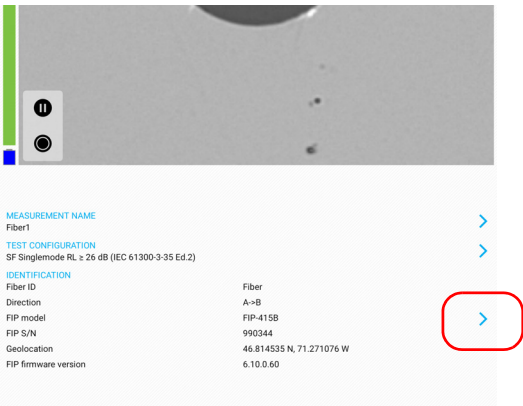 MEASUREMENT NAME
Fiber1
TEST CONFIGURATION
SF Singlemode RL ≥ 26 dB (IEC 61300-3-35 Ed.2)
IDENTIFICATION
Fiber ID Fiber
Direction A->B
FIP model FIP-415B
FIP S/N 990344
Geolocation 46.814535 N, 71.271076 W
FIP firmware version 6.10.0.60